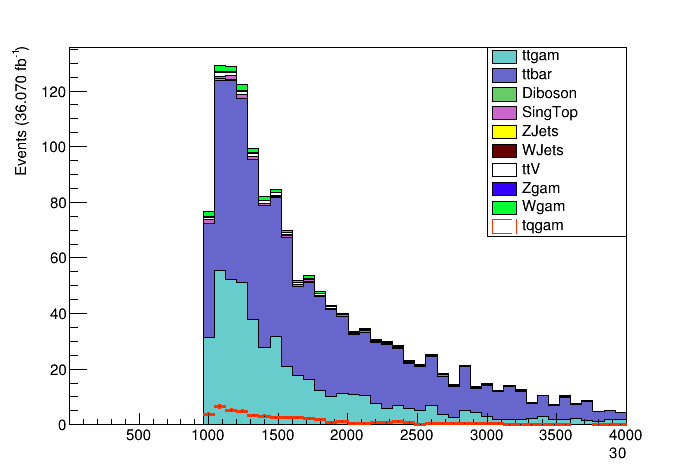 Events (36.070 fb⁻¹)
ttgam
ttbar
Diboson
SingTop
ZJets
WJets
ttV
Zgam
Wgam
tqgam
120
100
80
60
40
20
0
500 1000 1500 2000 2500 3000 3500 4000
30